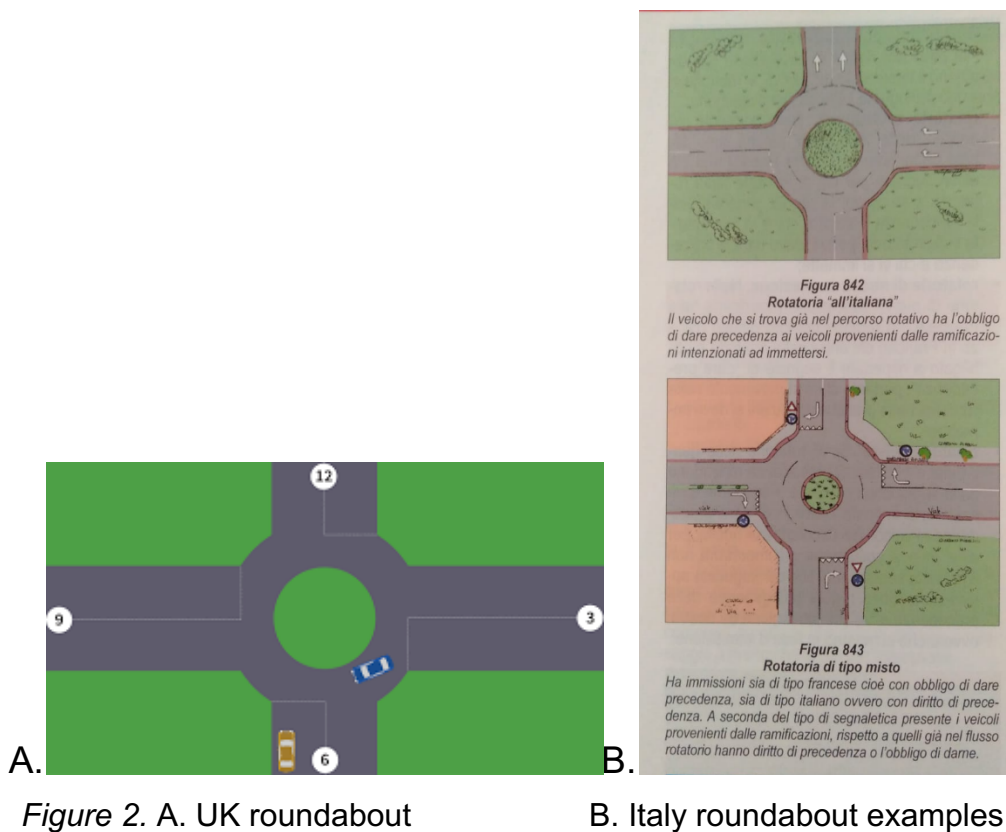 12
9
3
6
A.
Figura 842
Rotatoria "all'italiana"
Il veicolo che si trova già nel percorso rotativo ha l'obbligo
di dare precedenza ai veicoli provenienti dalle ramificazio-
ni intenzionati ad immettersi.
Figura 843
Rotatoria di tipo misto
Ha immissioni sia di tipo francese cioè con obbligo di dare
precedenza, sia di tipo italiano ovvero con diritto di prece-
denza. A seconda del tipo di segnaletica presente i veicoli
provenienti dalle ramificazioni, rispetto a quelli già nel flusso
rotatorio hanno diritto di precedenza o l'obbligo di darne.
B.
Figure 2. A. UK roundabout
B. Italy roundabout examples